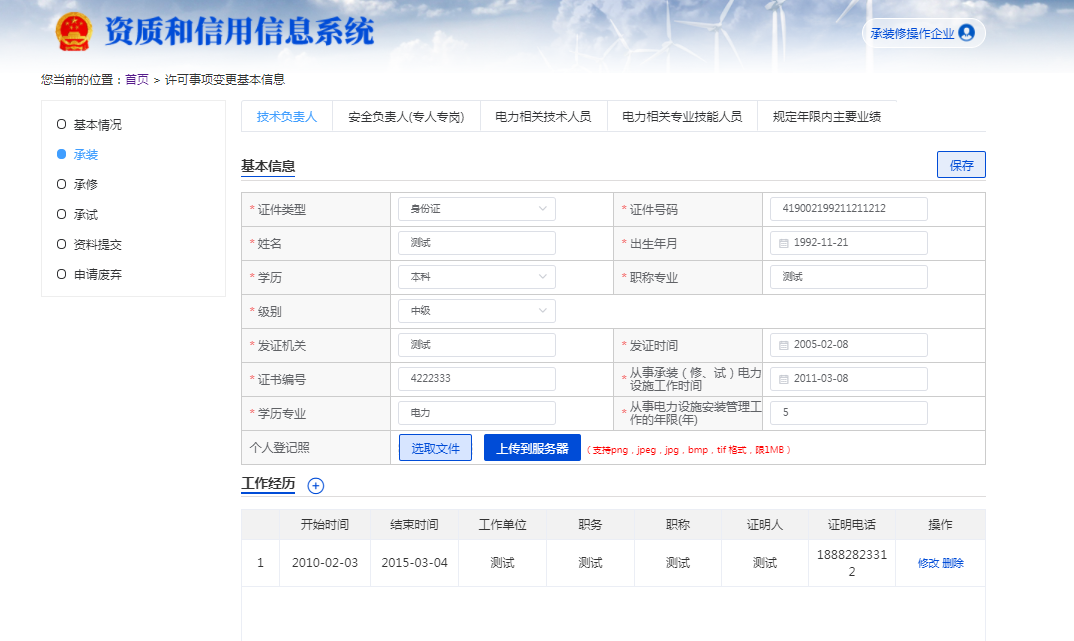 资质和信用信息系统
承装修操作企业
您当前的位置：首页 > 许可事项变更基本信息
基本情况
承装
承修
承试
资料提交
申请废弃
技术负责人 安全负责人(专人专岗) 电力相关技术人员 电力相关专业技能人员 规定年限内主要业绩
基本信息 保存
* 证件类型 身份证 * 证件号码 419002199211211212
* 姓名 测试 * 出生年月 1992-11-21
* 学历 本科 * 职称专业 测试
* 级别 中级
* 发证机关 测试 * 发证时间 2005-02-08
* 证书编号 4222333 * 从事承装（修、试）电力
设施工作时间 2011-03-08
* 学历专业 电力 * 从事电力设施安装管理工
作的年限(年) 5
个人登记照 选取文件 上传到服务器 （支持png，jpeg，jpg，bmp，tif 格式，限1MB）
工作经历
开始时间 结束时间 工作单位 职务 职称 证明人 证明电话 操作
1 2010-02-03 2015-03-04 测试 测试 测试 测试 1888282331
2 修改 删除